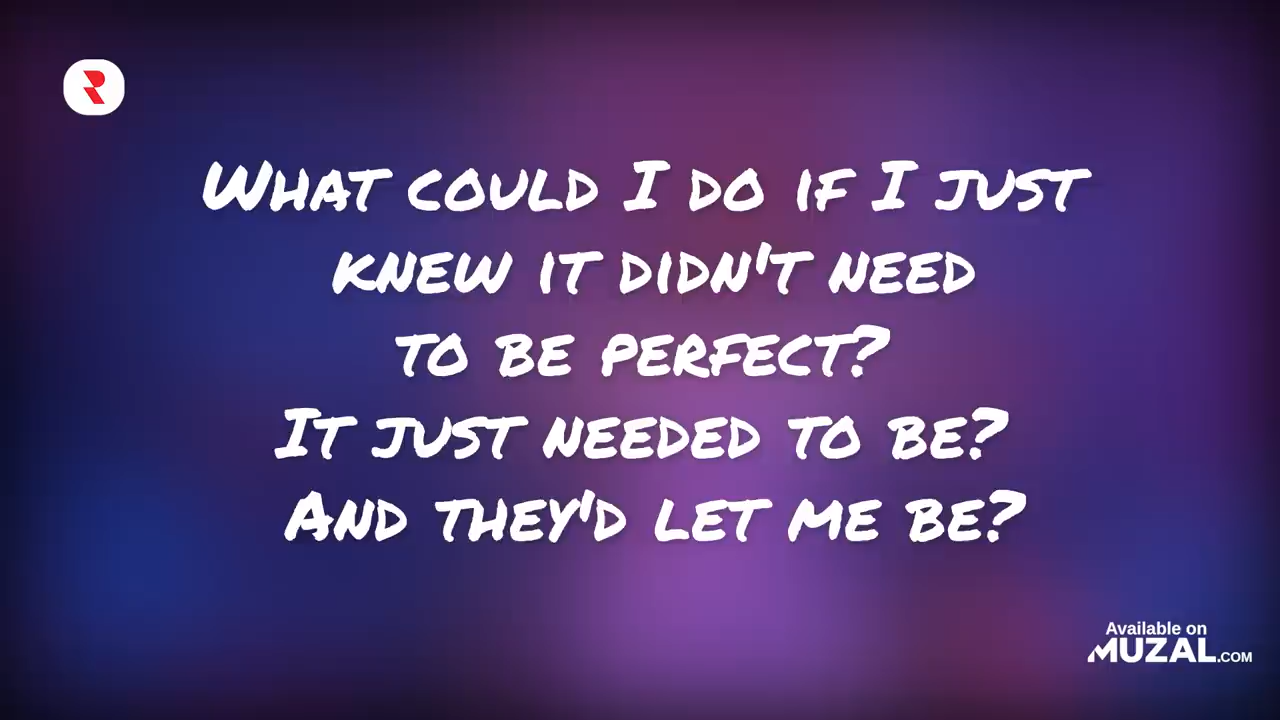 What could I do if I just
knew it didn't need
to be perfect?
It just needed to be?
And they'd let me be?
Available on
MUZAL.COM